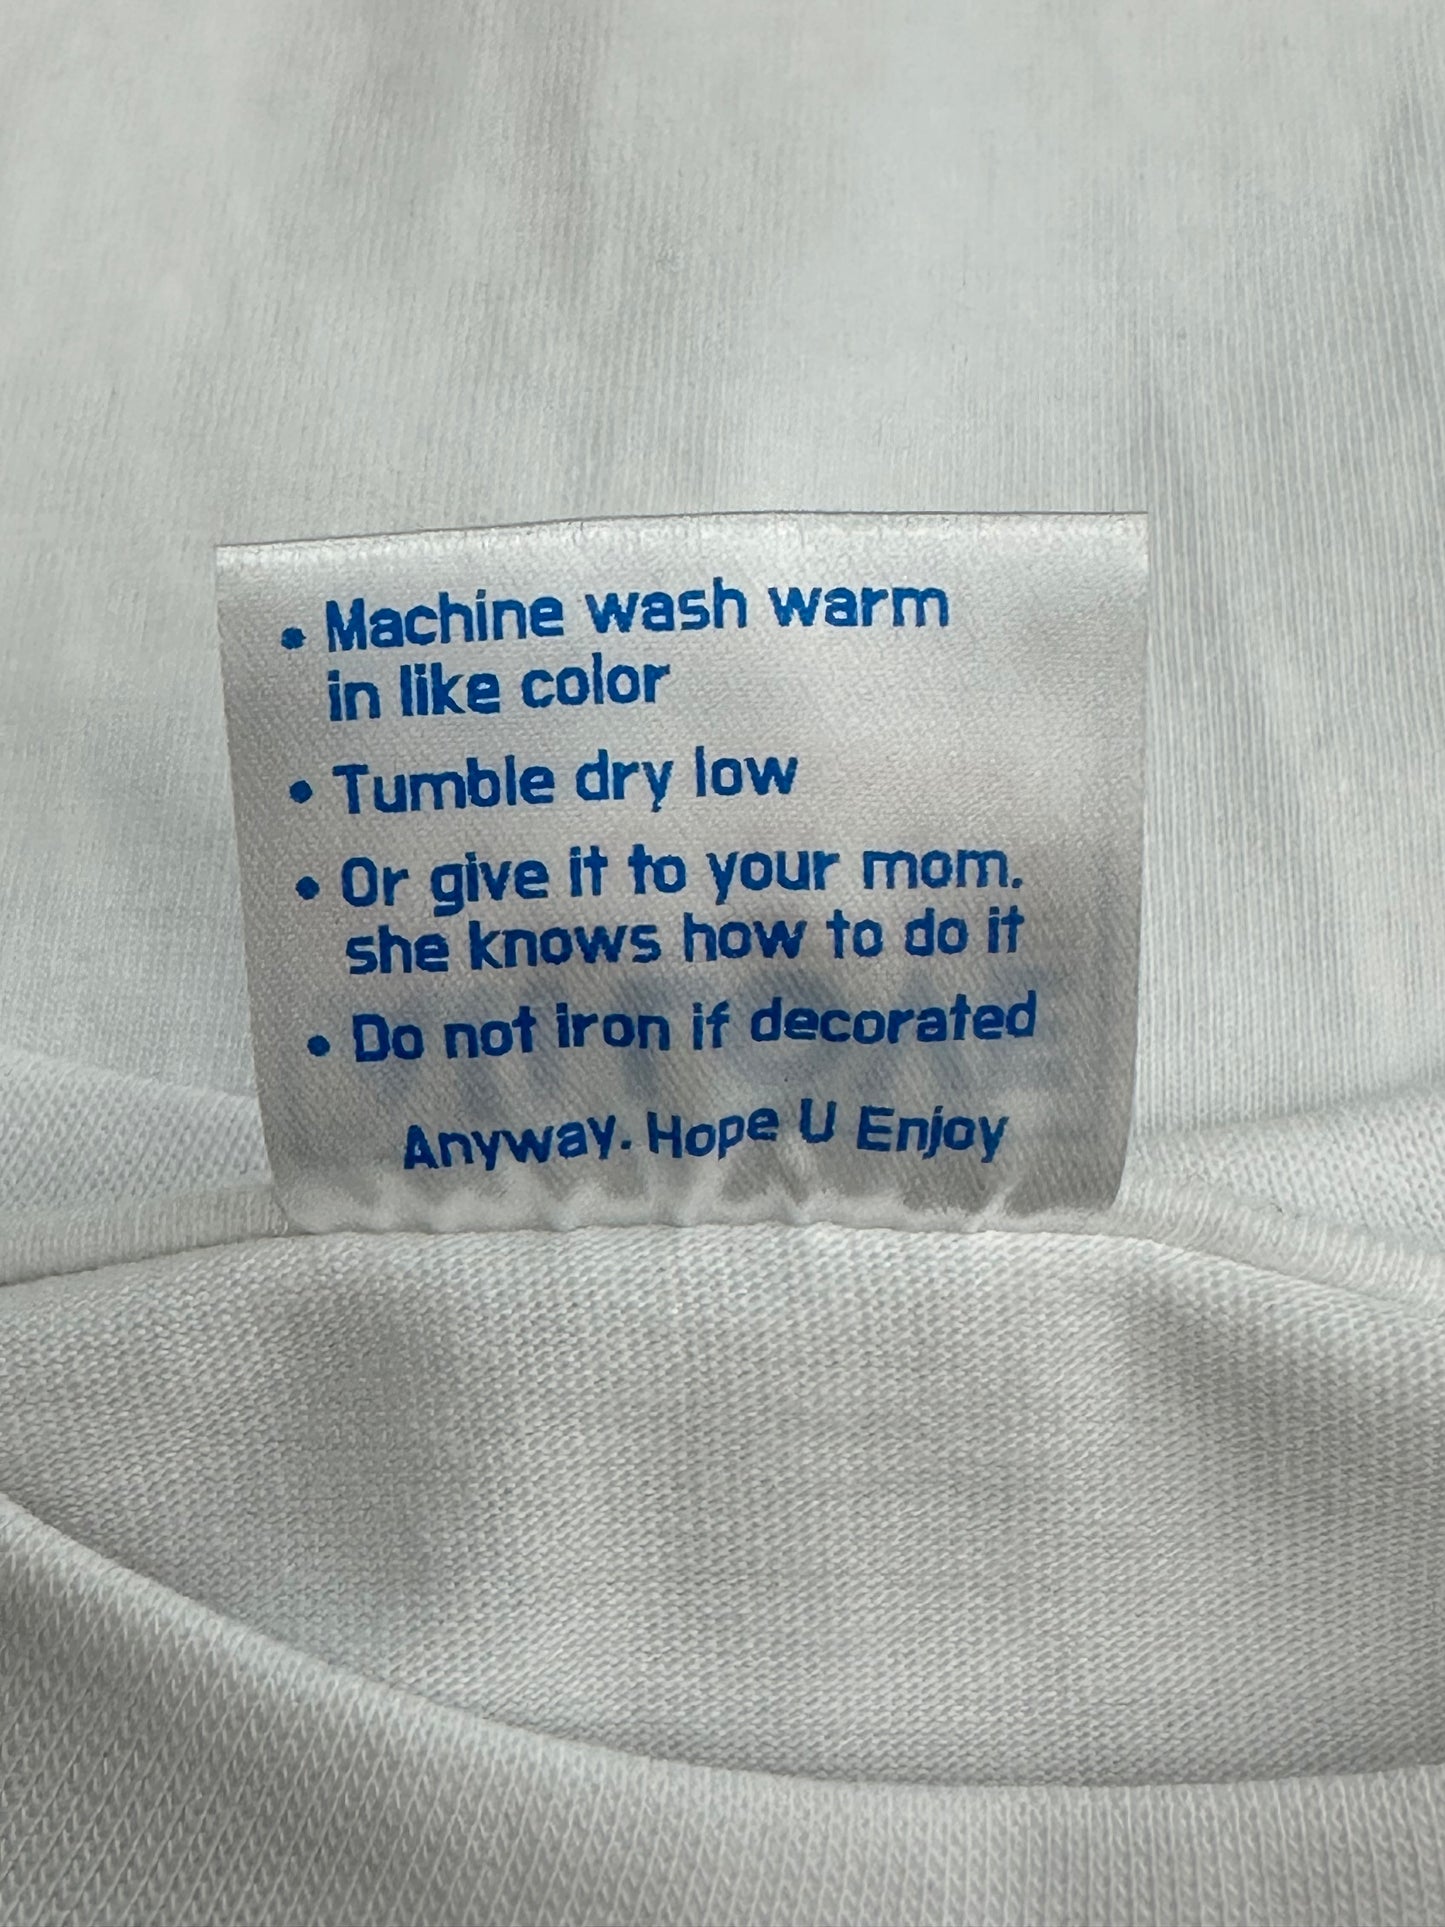 • Machine wash warm
in like color
• Tumble dry low
• Or give it to your mom.
she knows how to do it
• Do not iron if decorated
Anyway. Hope U Enjoy